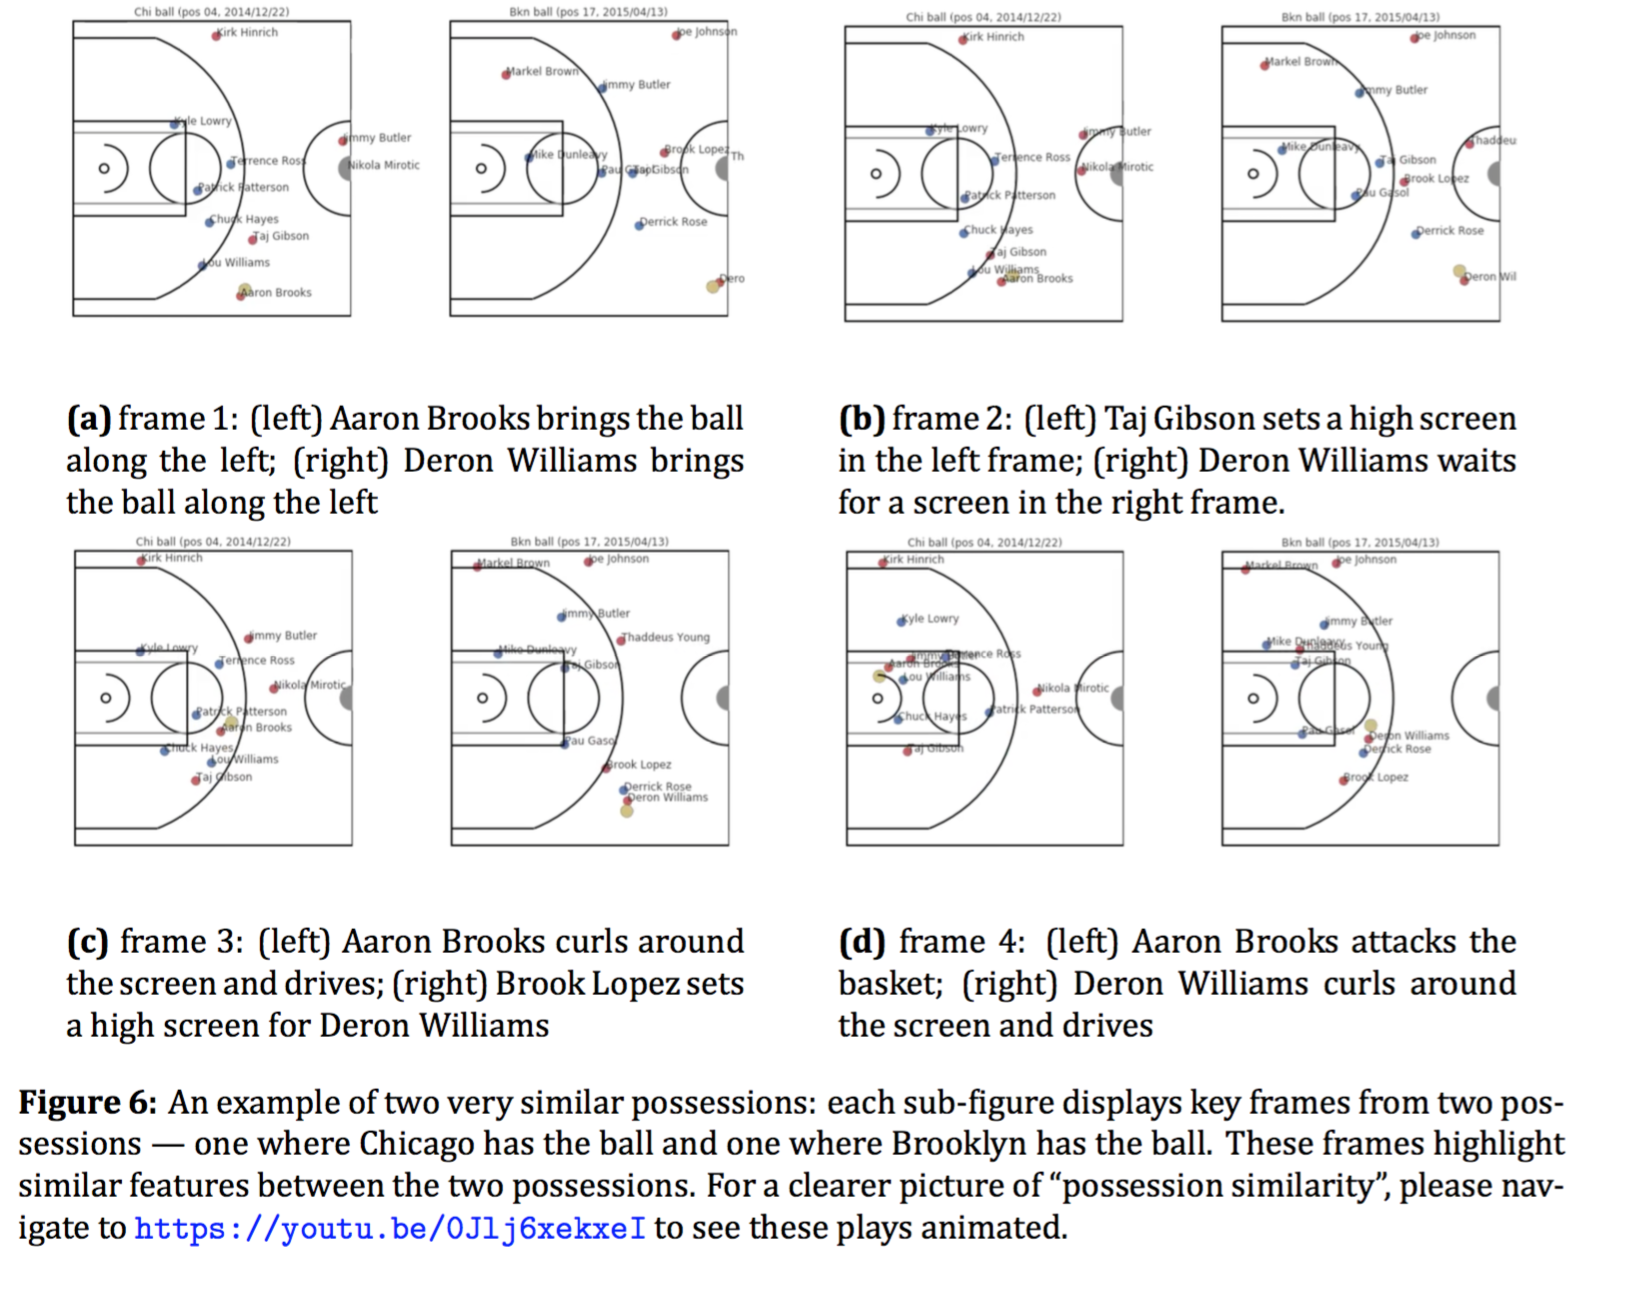 Chi ball (pos 04, 2014/12/22)
Kirk Hinrich
Kyle Lowry
Jimmy Butler
Terrence Ross
Nikola Mirotic
Patrick Patterson
Chuck Hayes
Taj Gibson
Lou Williams
Aaron Brooks
Bkn ball (pos 17, 2015/04/13)
Joe Johnson
Markel Brown
Jimmy Butler
Mike Dunleavy
Brook Lopez
Th
Pau G
Taj Gibson
Derrick Rose
Dero
Chi ball (pos 04, 2014/12/22)
Kirk Hinrich
Kyle Lowry
Jimmy Butler
Terrence Ross
Nikola Mirotic
Patrick Patterson
Chuck Hayes
Taj Gibson
Lou Williams
Aaron Brooks
Bkn ball (pos 17, 2015/04/13)
Joe Johnson
Markel Brown
Jimmy Butler
Thaddeu
Mike Dunleavy
Taj Gibson
Brook Lopez
Pau Gasol
Derrick Rose
Deron Wil
(a) frame 1: (left) Aaron Brooks brings the ball
along the left; (right) Deron Williams brings
the ball along the left
(b) frame 2: (left) Taj Gibson sets a high screen
in the left frame; (right) Deron Williams waits
for a screen in the right frame.
Chi ball (pos 04, 2014/12/22)
Kirk Hinrich
Jimmy Butler
Kyle Lowry
Terrence Ross
Nikola Mirotic
Patrick Patterson
Aaron Brooks
Chuck Hayes
Lou Williams
Taj Gibson
Bkn ball (pos 17, 2015/04/13)
Joe Johnson
Markel Brown
Jimmy Butler
Thaddeus Young
Mike Dunleavy
Taj Gibson
Pau Gasol
Brook Lopez
Derrick Rose
Deron Williams
Chi ball (pos 04, 2014/12/22)
Kirk Hinrich
Kyle Lowry
Jimmy Butler
Terrence Ross
Aaron Brooks
Lou Williams
Nikola Mirotic
Patrick Patterson
Chuck Hayes
Taj Gibson
Bkn ball (pos 17, 2015/04/13)
Joe Johnson
Markel Brown
Jimmy Butler
Mike Dunleavy
Thaddeus Young
Taj Gibson
Pau Gasol
Deron Williams
Derrick Rose
Brook Lopez
(c) frame 3: (left) Aaron Brooks curls around
the screen and drives; (right) Brook Lopez sets
a high screen for Deron Williams
(d) frame 4: (left) Aaron Brooks attacks the
basket; (right) Deron Williams curls around
the screen and drives
Figure 6: An example of two very similar possessions: each sub-figure displays key frames from two pos-
sessions — one where Chicago has the ball and one where Brooklyn has the ball. These frames highlight
similar features between the two possessions. For a clearer picture of “possession similarity”, please nav-
igate to https://youtu.be/0Jlj6xekxeI to see these plays animated.